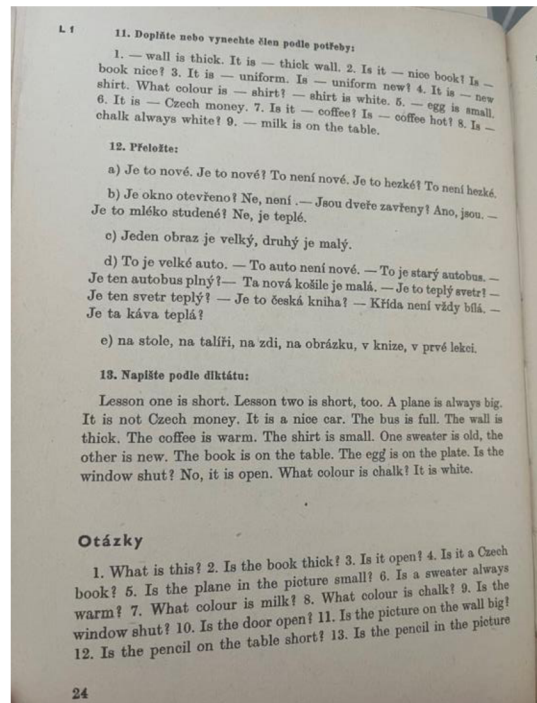 L 1
11. Doplňte nebo vynechte člen podle potřeby:
1. — wall is thick. It is — thick wall. 2. Is it — nice book? Is —
book nice? 3. It is — uniform. Is — uniform new? 4. It is — new
shirt. What colour is — shirt? — shirt is white. 5. — egg is small.
6. It is — Czech money. 7. Is it — coffee? Is — coffee hot? 8. Is —
chalk always white? 9. — milk is on the table.
12. Přeložte:
a) Je to nové. Je to nové? To není nové. Je to hezké? To není hezké.
b) Je okno otevřeno? Ne, není .— Jsou dveře zavřeny? Ano, jsou. —
Je to mléko studené? Ne, je teplé.
c) Jeden obraz je velký, druhý je malý.
d) To je velké auto. — To auto není nové. — To je starý autobus. —
Je ten autobus plný? — Ta nová košile je malá. — Je to teplý svetr? —
Je ten svetr teplý? — Je to česká kniha? — Křída není vždy bílá. —
Je ta káva teplá?
e) na stole, na talíři, na zdi, na obrázku, v knize, v prvé lekci.
13. Napište podle diktátu:
Lesson one is short. Lesson two is short, too. A plane is always big.
It is not Czech money. It is a nice car. The bus is full. The wall is
thick. The coffee is warm. The shirt is small. One sweater is old, the
other is new. The book is on the table. The egg is on the plate. Is the
window shut? No, it is open. What colour is chalk? It is white.
Otázky
1. What is this? 2. Is the book thick? 3. Is it open? 4. Is it a Czech
book? 5. Is the plane in the picture small? 6. Is a sweater always
warm? 7. What colour is milk? 8. What colour is chalk? 9. Is the
window shut? 10. Is the door open? 11. Is the picture on the wall big?
12. Is the pencil on the table short? 13. Is the pencil in the picture
24